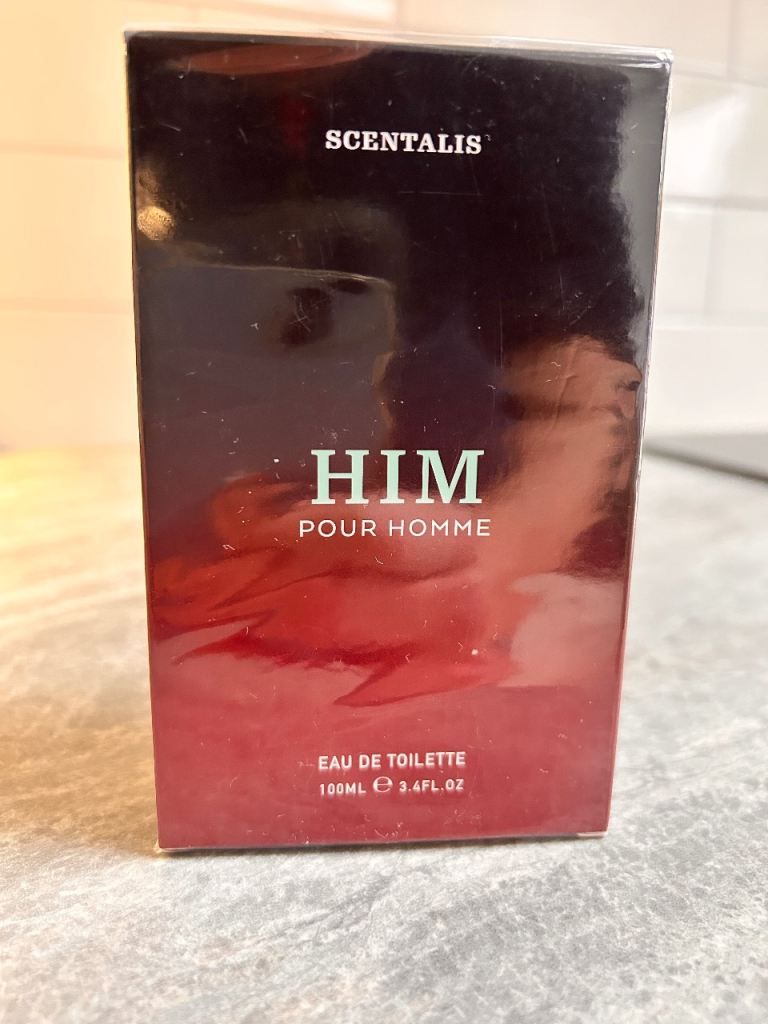 SCENTALIS
HIM
POUR HOMME
EAU DE TOILETTE
100ML ℮ 3.4FL.OZ